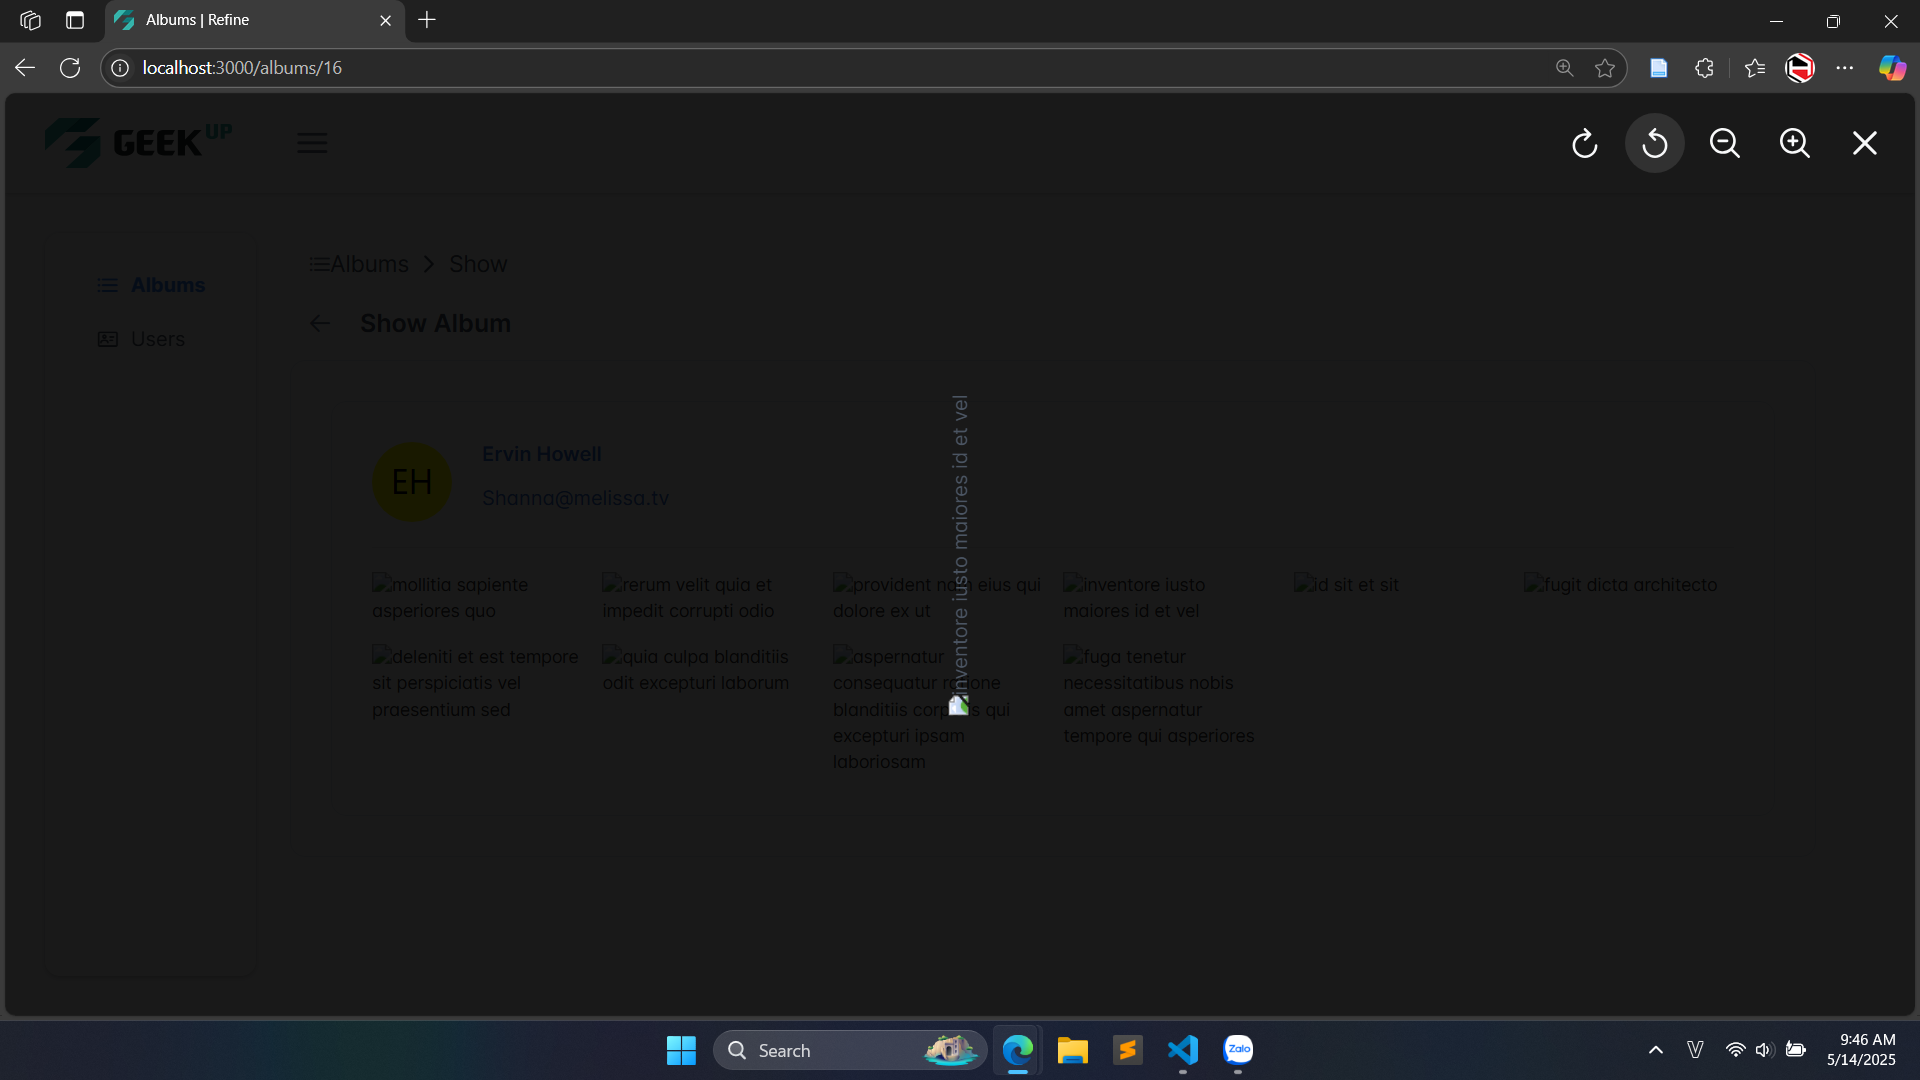 Albums | Refine
localhost:3000/albums/16
GEEK UP
Albums > Show
Albums
Users
Show Album
EH
Ervin Howell
Shanna@melissa.tv
inventore iusto maiores id et vel
mollitia sapiente
asperiores quo
rerum velit quia et
impedit corrupti odio
provident nam eius qui
dolore ex ut
inventore iusto
maiores id et vel
id sit et sit
fugit dicta architecto
deleniti et est tempore
sit perspiciatis vel
praesentium sed
quia culpa blanditiis
odit excepturi laborum
aspernatur
consequatur ratione
blanditiis corporis qui
excepturi ipsam
laboriosam
fuga tenetur
necessitatibus nobis
amet aspernatur
tempore qui asperiores
Search
Zalo
V
9:46 AM
5/14/2025